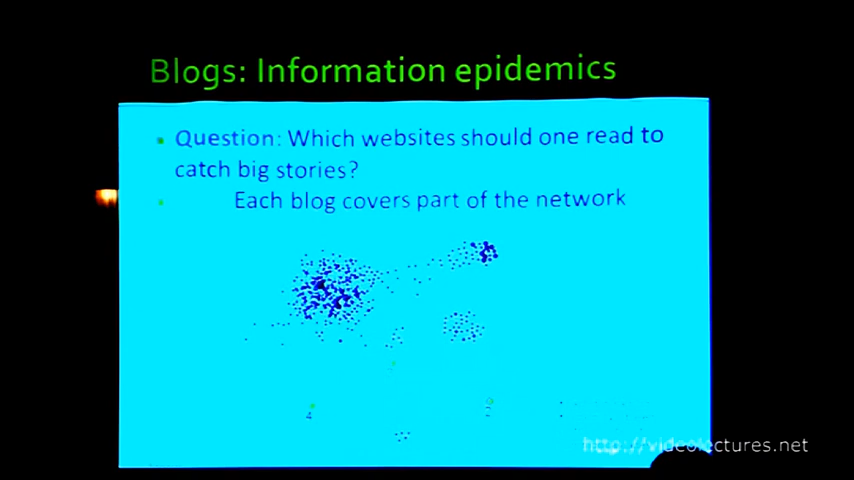 Blogs: Information epidemics
Question: Which websites should one read to
catch big stories?
Each blog covers part of the network
4
http://videolectures.net